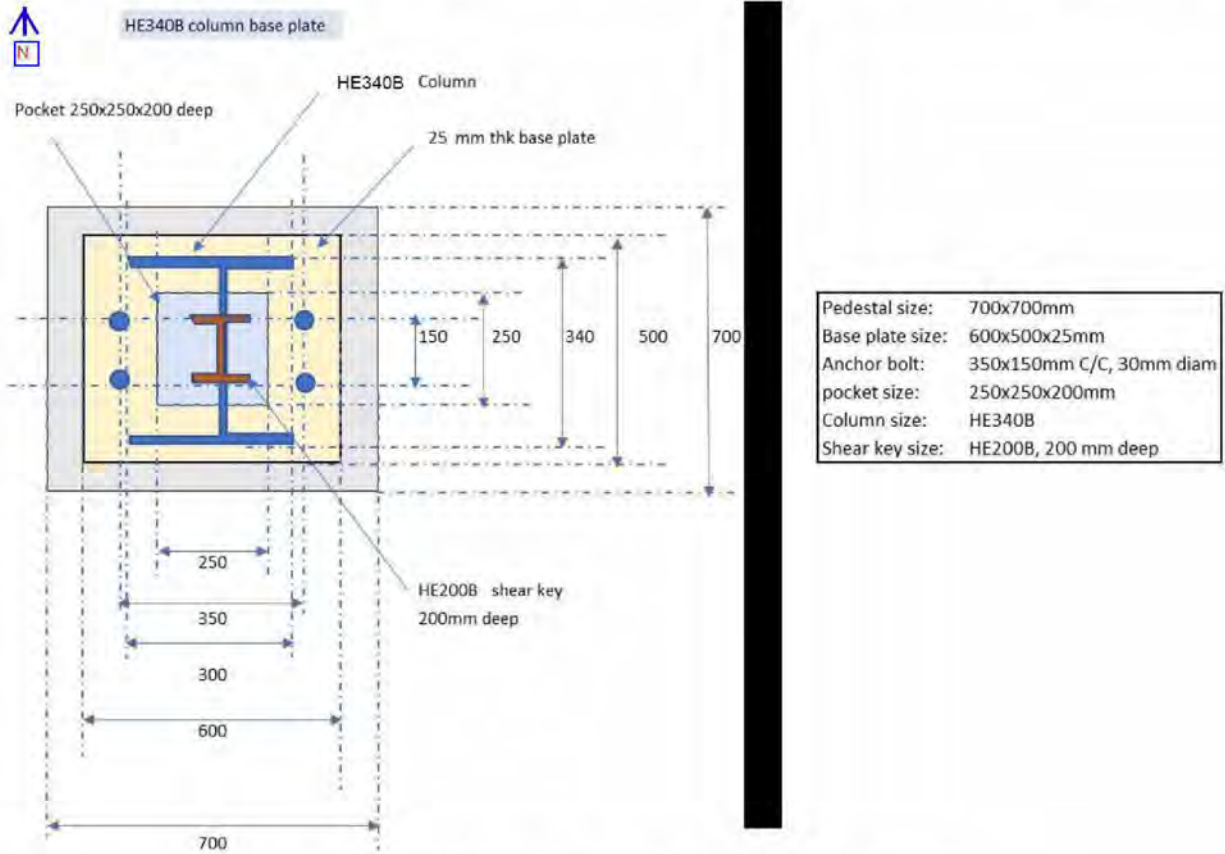 HE340B column base plate
N
HE340B Column
Pocket 250x250x200 deep
25 mm thk base plate
150
250
340
500
700
250
350
300
600
700
HE200B shear key
200mm deep
Pedestal size: 700x700mm
Base plate size: 600x500x25mm
Anchor bolt: 350x150mm C/C, 30mm diam
pocket size: 250x250x200mm
Column size: HE340B
Shear key size: HE200B, 200 mm deep